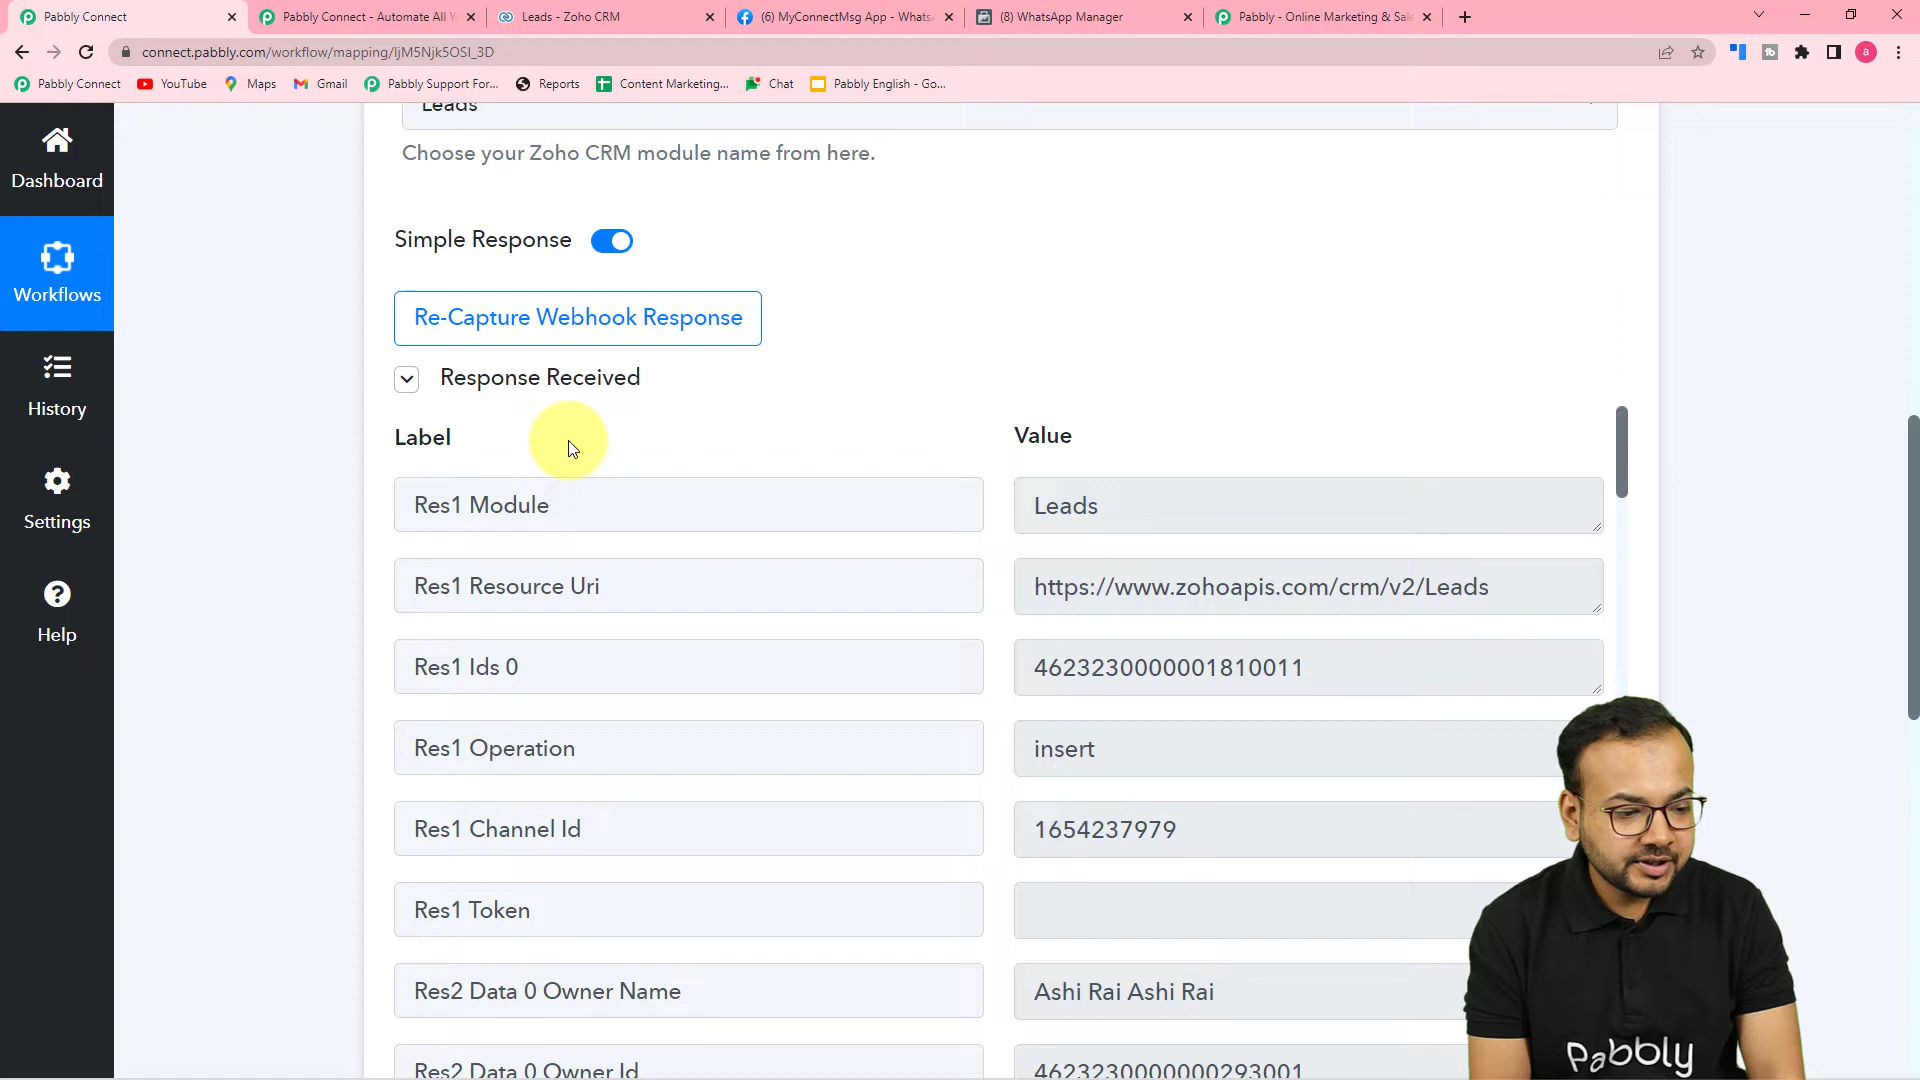 Pabbly Connect
Pabbly Connect - Automate All Y
Leads - Zoho CRM
(6) MyConnectMsg App - Whats
(8) WhatsApp Manager
Pabbly - Online Marketing & Sale
connect.pabbly.com/workflow/mapping/IjM5Njk5OSI_3D
Pabbly Connect
YouTube
Maps
Gmail
Pabbly Support For...
Reports
Content Marketing...
Chat
Pabbly English - Go...
a
Dashboard
Workflows
History
Settings
Help
Leads
Choose your Zoho CRM module name from here.
Simple Response
Re-Capture Webhook Response
Response Received
Label
Value
Res1 Module
Leads
Res1 Resource Uri
https://www.zohoapis.com/crm/v2/Leads
Res1 Ids 0
4623230000001810011
Res1 Operation
insert
Res1 Channel Id
1654237979
Res1 Token
Res2 Data 0 Owner Name
Ashi Rai Ashi Rai
Res2 Data 0 Owner Id
4623230000000293001
Pabbly